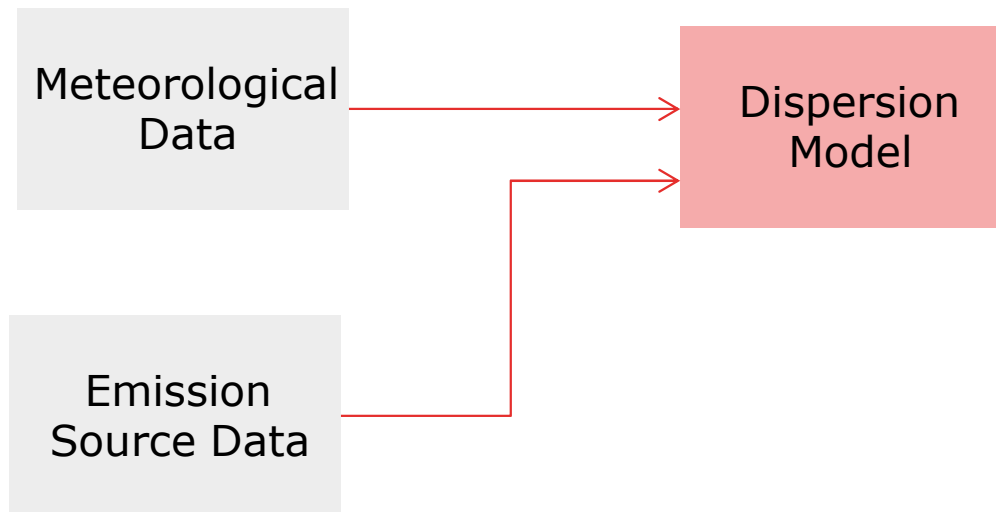 Meteorological
Data
Dispersion
Model
Emission
Source Data